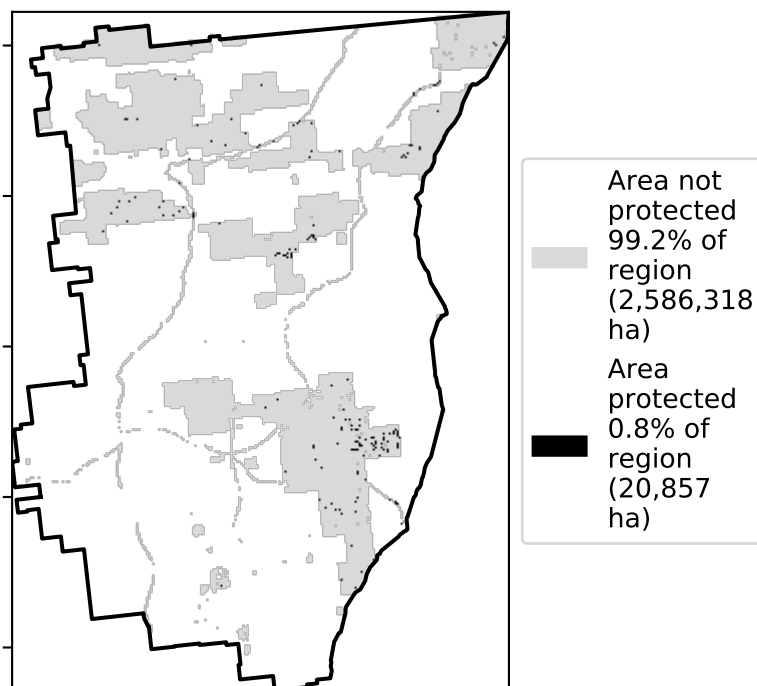 Area not
protected
99.2% of
region
(2,586,318
ha)
Area
protected
0.8% of
region
(20,857
ha)